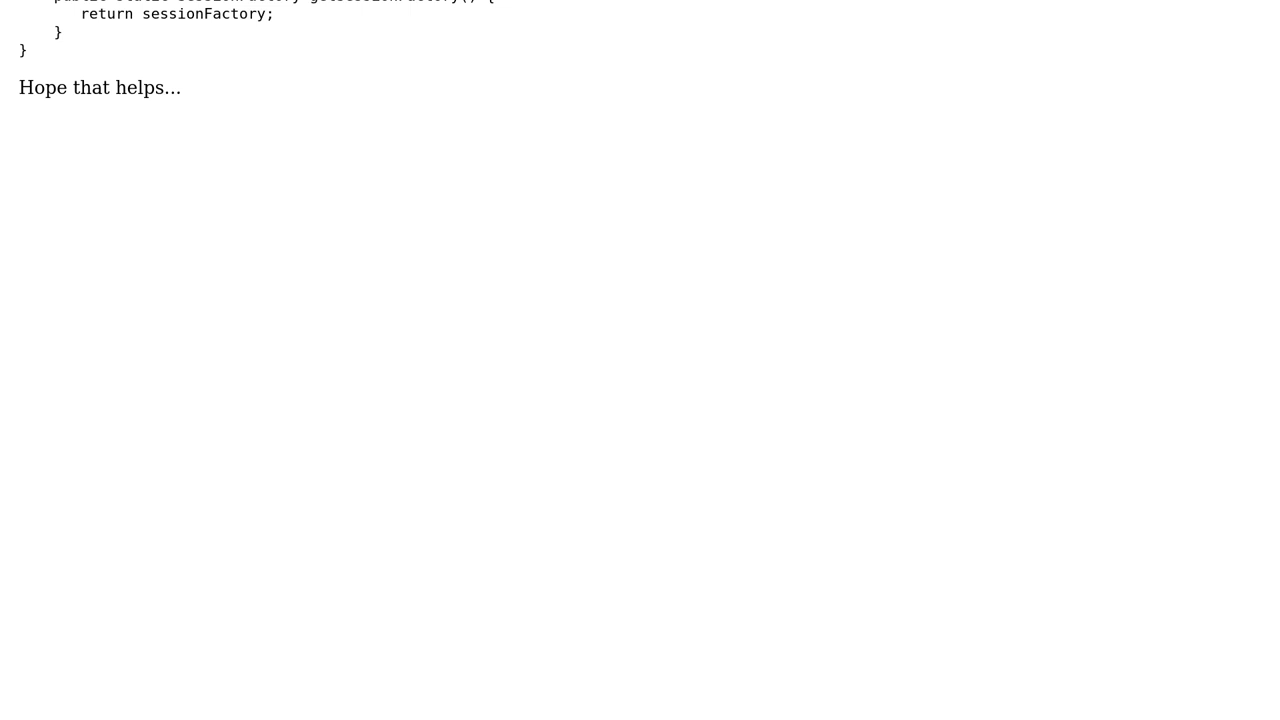 return sessionFactory;
}
}
Hope that helps...